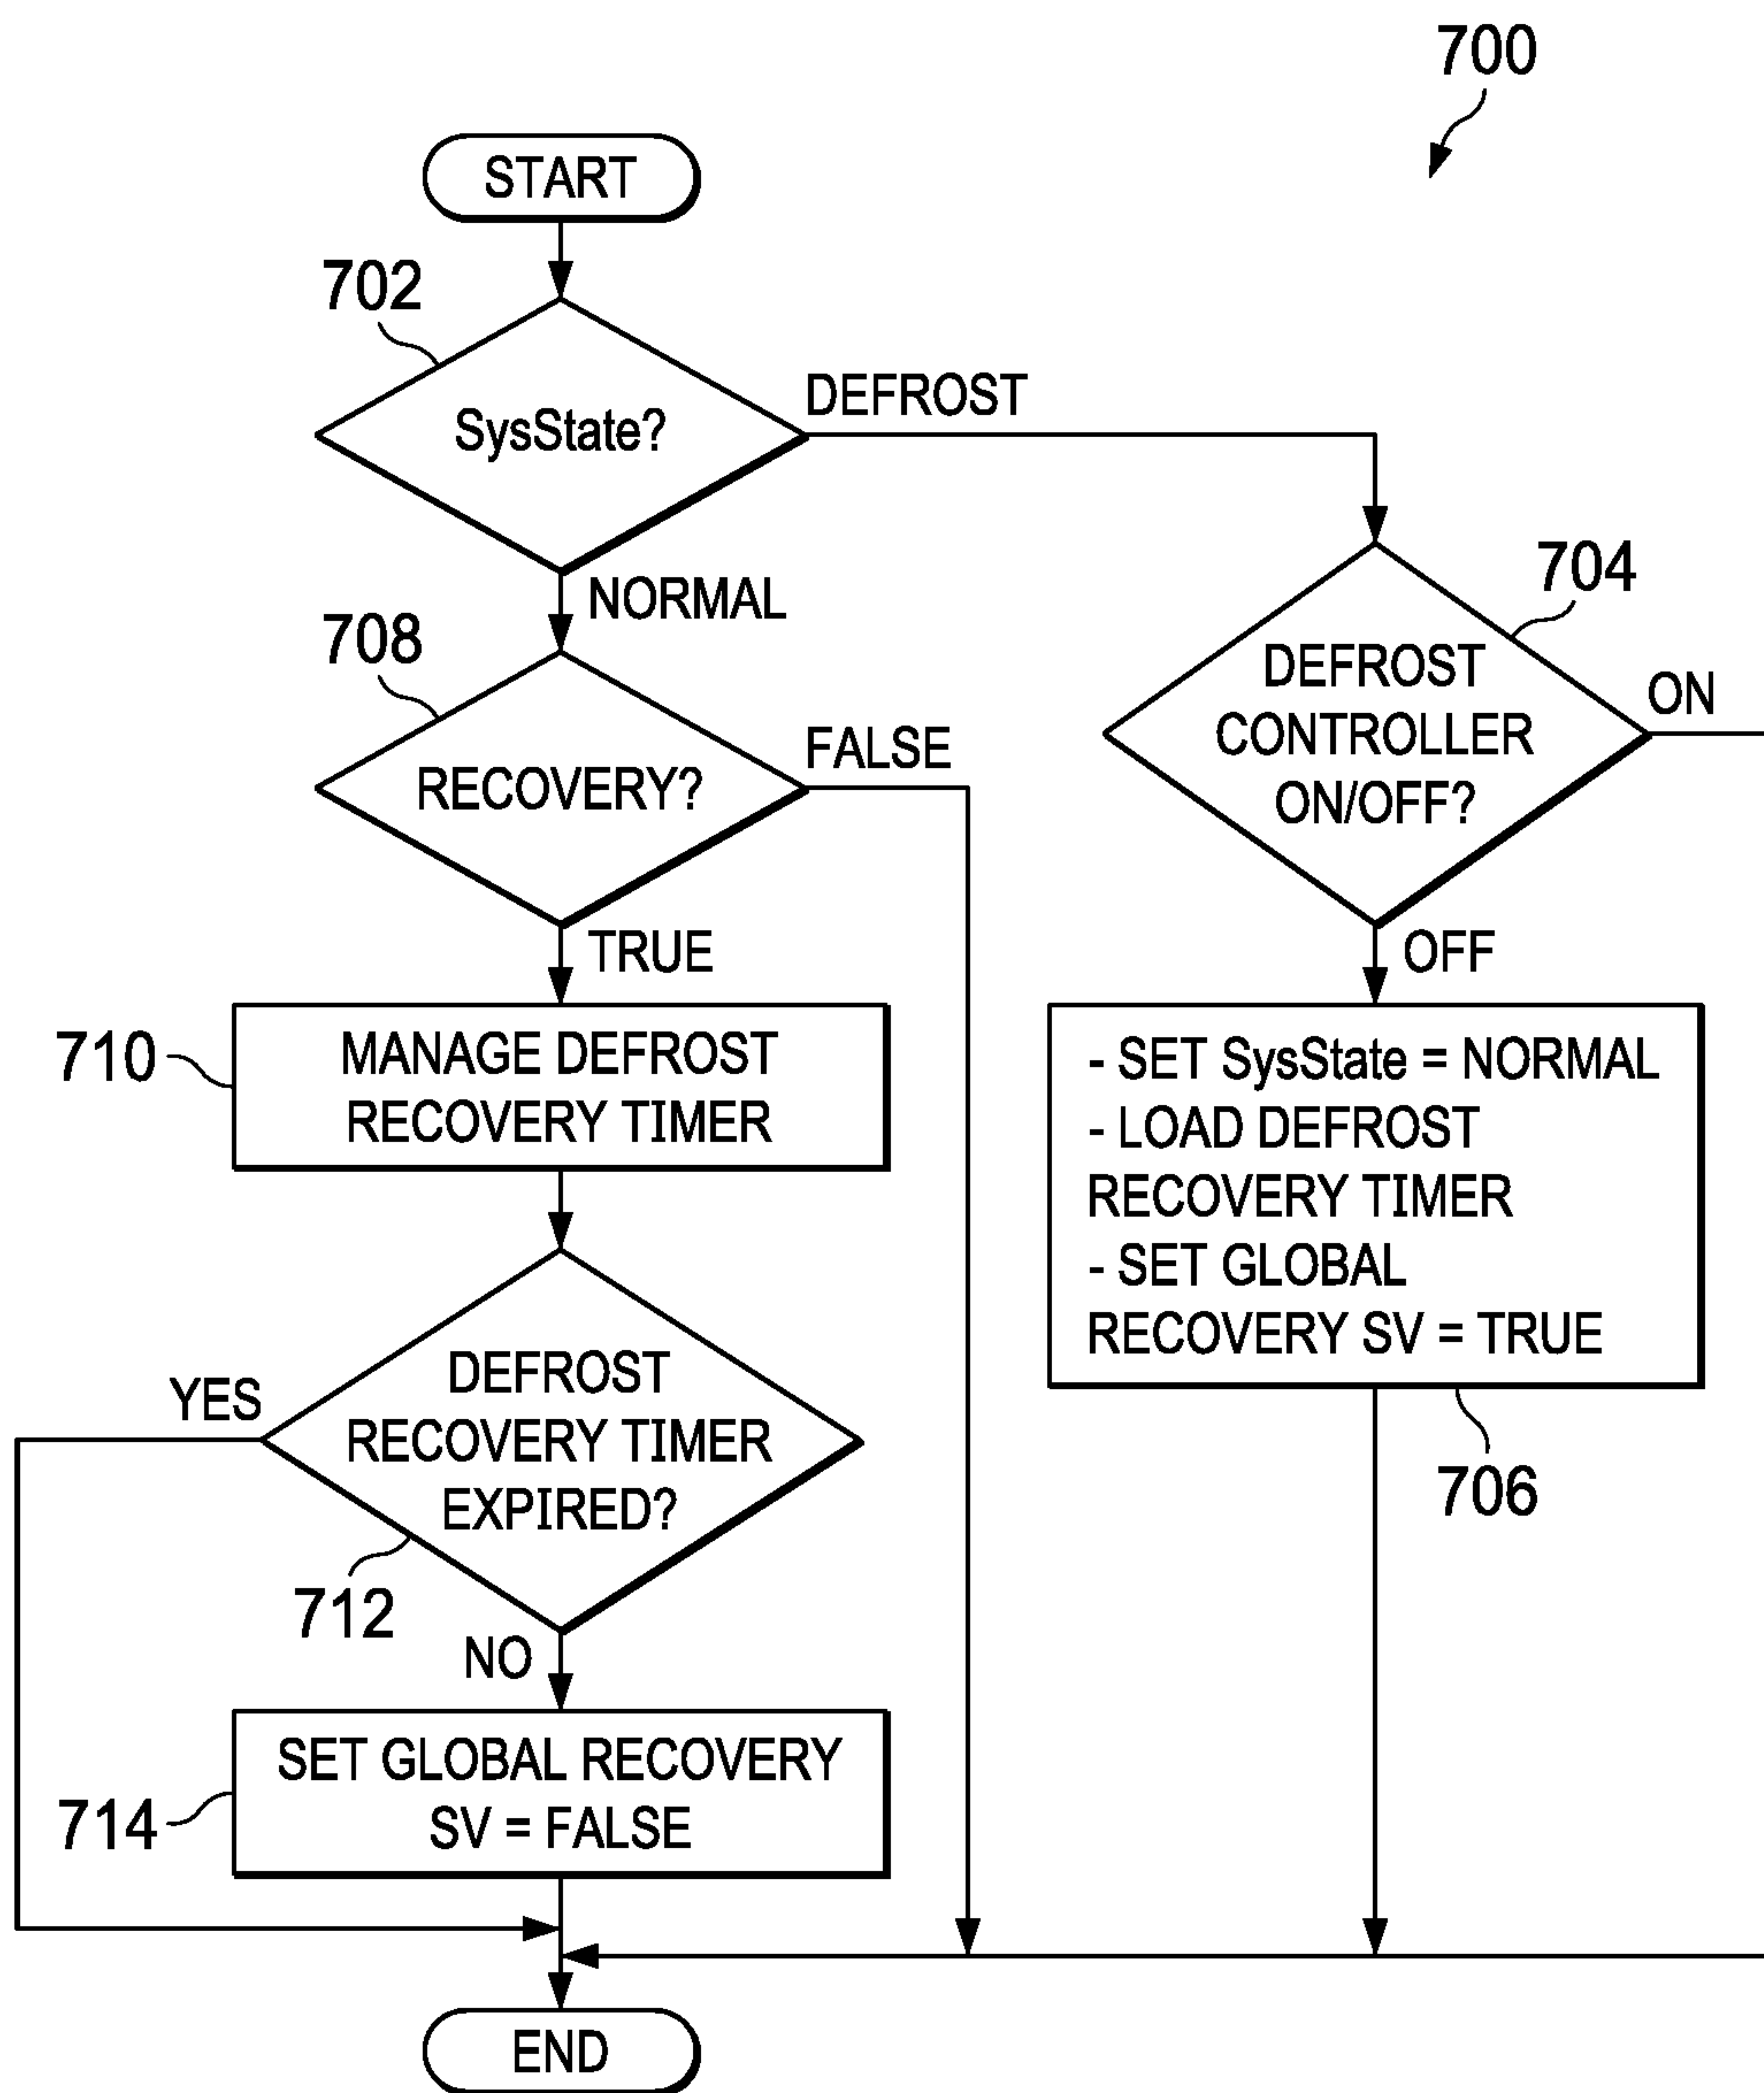 700
START
702
SysState?
DEFROST
NORMAL
704
DEFROST
CONTROLLER
ON/OFF?
ON
708
RECOVERY?
FALSE
TRUE
OFF
710
MANAGE DEFROST
RECOVERY TIMER
- SET SysState = NORMAL
- LOAD DEFROST
RECOVERY TIMER
- SET GLOBAL
RECOVERY SV = TRUE
706
DEFROST
RECOVERY TIMER
EXPIRED?
YES
712
NO
714
SET GLOBAL RECOVERY
SV = FALSE
END